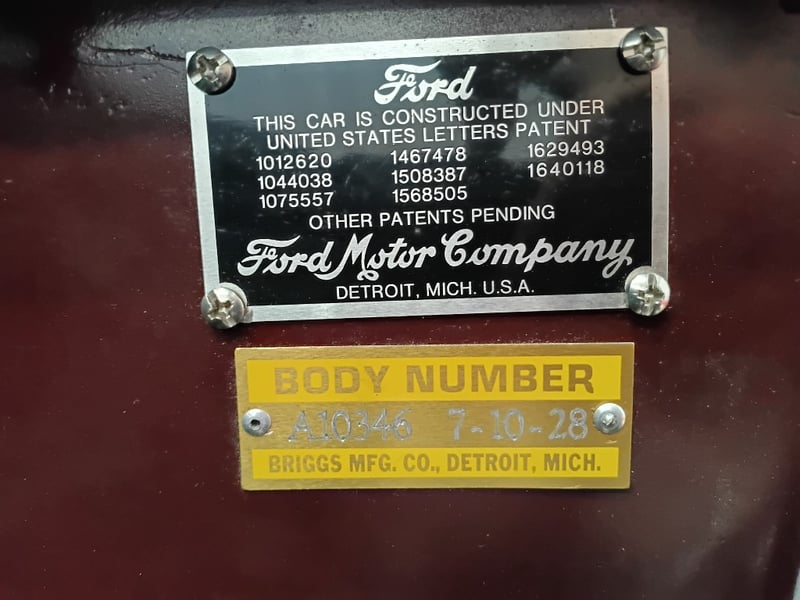 Ford
THIS CAR IS CONSTRUCTED UNDER
UNITED STATES LETTERS PATENT
1012620 1467478 1629493
1044038 1508387 1640118
1075557 1568505
OTHER PATENTS PENDING
Ford Motor Company
DETROIT, MICH. U.S.A.
BODY NUMBER
A10346 7-10-28
BRIGGS MFG. CO., DETROIT, MICH.